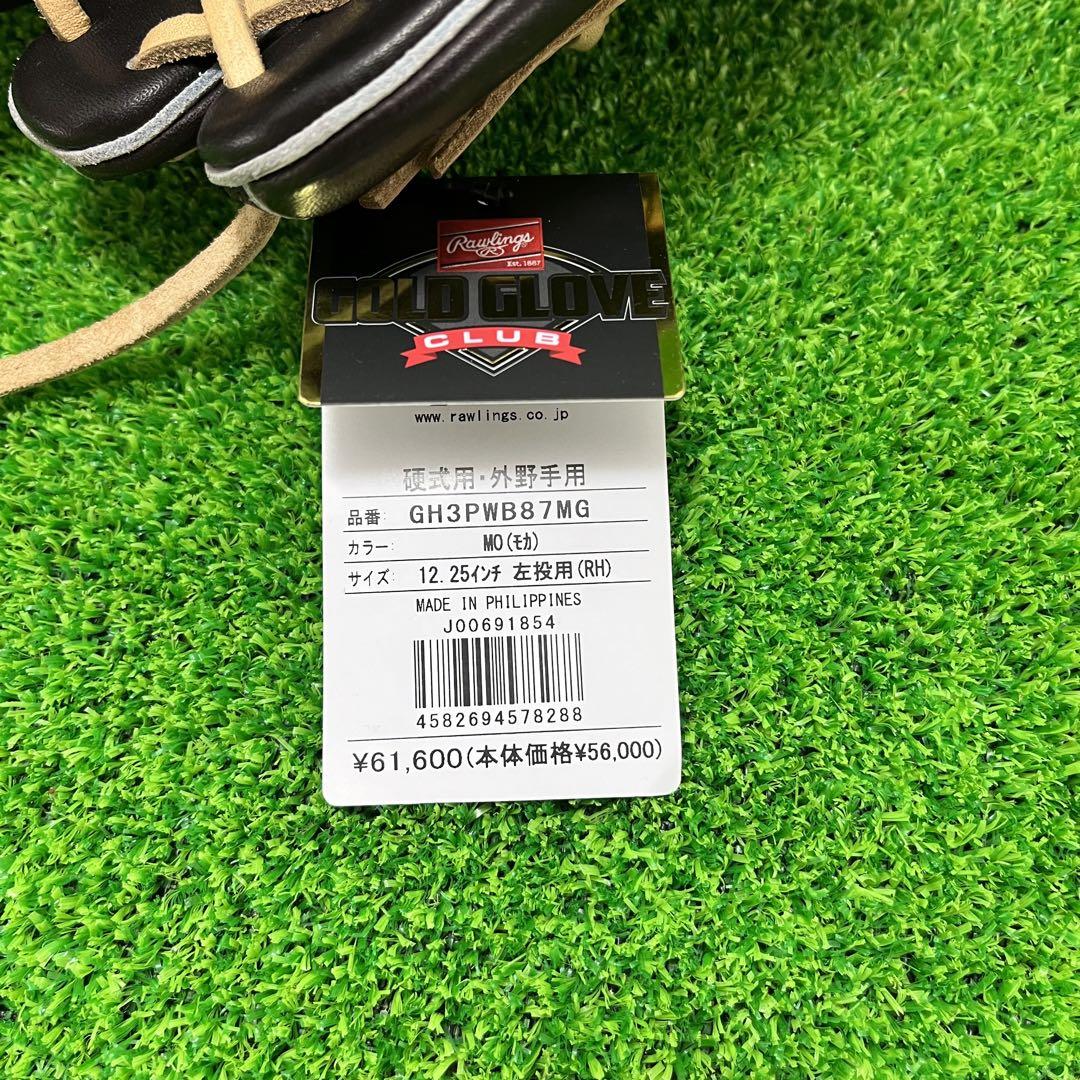 Rawlings
R
Est. 1887
GOLD GLOVE
CLUB
www.rawlings.co.jp
硬式用・外野手用
品番: GH3PWB87MG
カラー: MO(ﾓｶ)
サイズ: 12.25ｲﾝﾁ 左投用(RH)
MADE IN PHILIPPINES
J00691854
4582694578288
¥61,600(本体価格¥56,000)